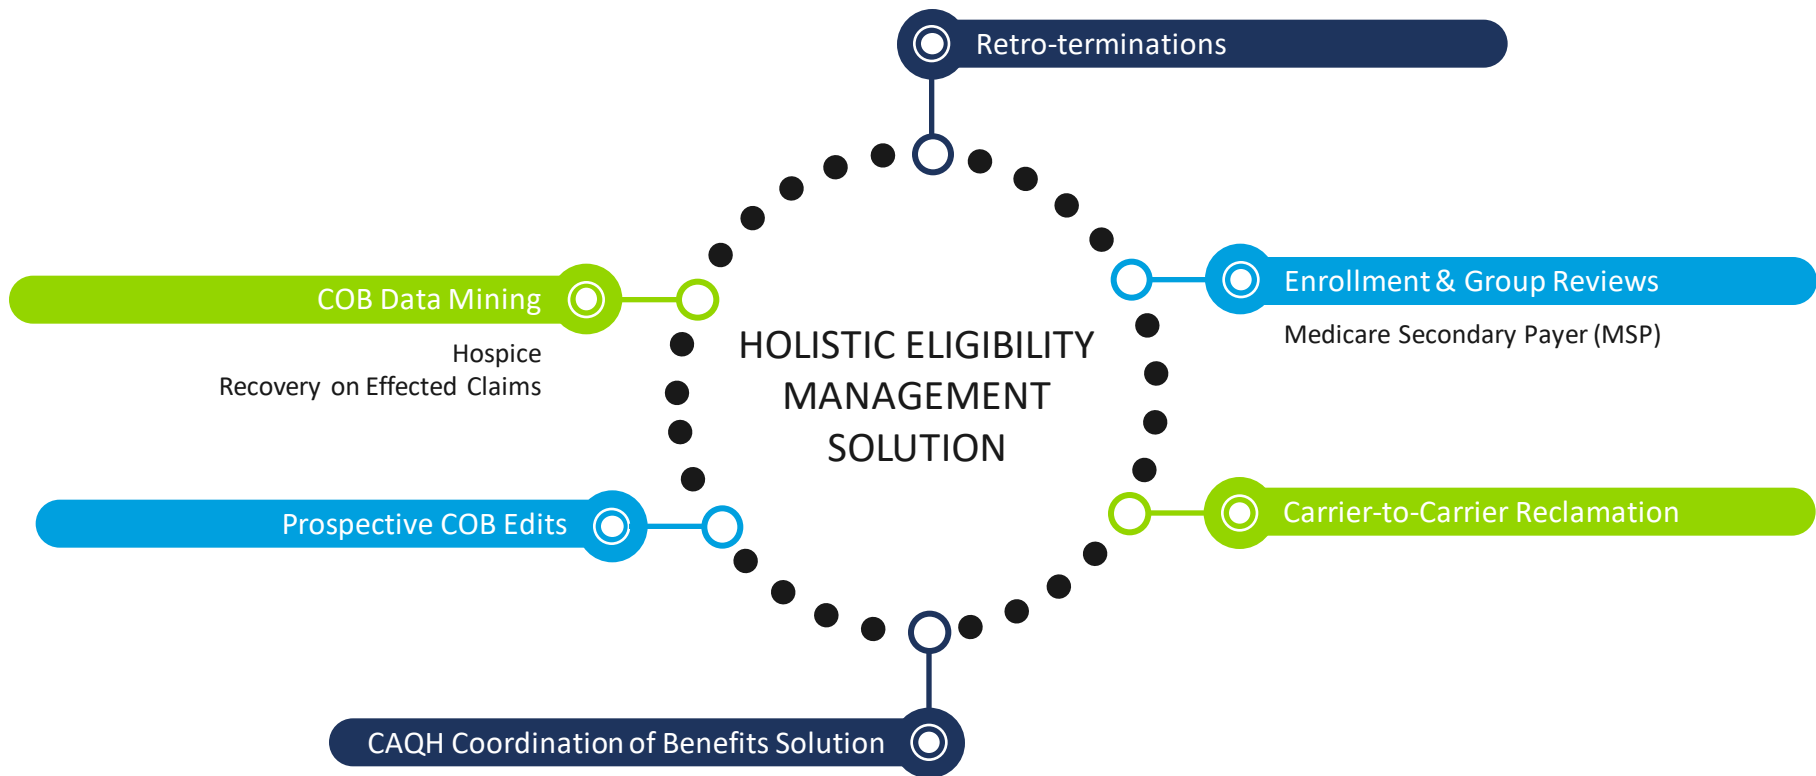 Retro-terminations
COB Data Mining
Hospice
Recovery on Effected Claims
Enrollment & Group Reviews
Medicare Secondary Payer (MSP)
HOLISTIC ELIGIBILITY
MANAGEMENT
SOLUTION
Prospective COB Edits
Carrier-to-Carrier Reclamation
CAQH Coordination of Benefits Solution